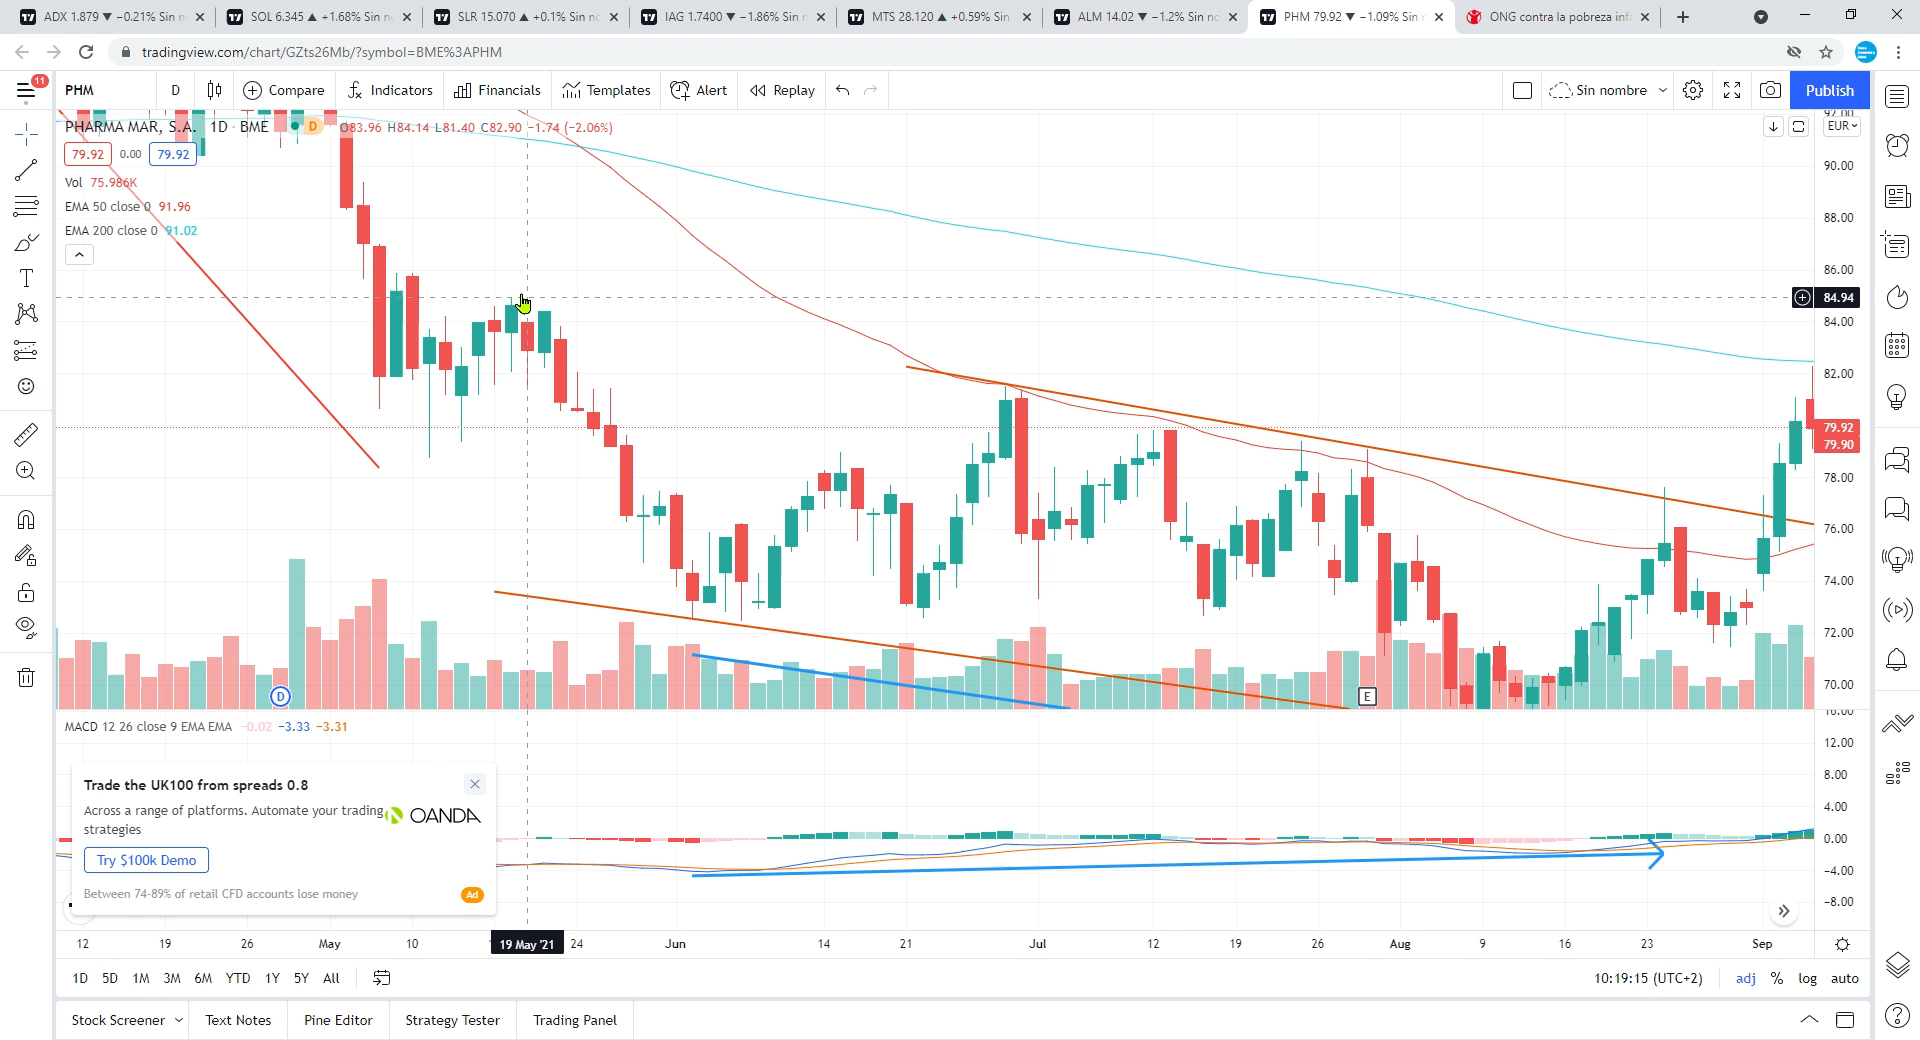 ADX 1.879 ▼ −0.21% Sin n
SOL 6.345 ▲ +1.68% Sin n
SLR 15.070 ▲ +0.1% Sin n
IAG 1.7400 ▼ −1.86% Sin n
MTS 28.120 ▲ +0.59% Sin n
ALM 14.02 ▼ −1.2% Sin no
PHM 79.92 ▼ −1.09% Sin
ONG contra la pobreza inf
tradingview.com/chart/GZts26Mb/?symbol=BME%3APHM
11
PHM
D
Compare
Indicators
Financials
Templates
Alert
Replay
Sin nombre
Publish
PHARMA MAR, S.A. 1D · BME D O83.96 H84.14 L81.40 C82.90 −1.74 (−2.06%)
79.92 0.00 79.92
Vol 75.986K
EMA 50 close 0 91.96
EMA 200 close 0 91.02
EUR
92.00
90.00
88.00
86.00
84.94
84.00
82.00
79.92
79.90
78.00
76.00
74.00
72.00
70.00
D
E
MACD 12 26 close 9 EMA EMA −0.02 −3.33 −3.31
16.00
12.00
8.00
4.00
0.00
−4.00
−8.00
Trade the UK100 from spreads 0.8
Across a range of platforms. Automate your trading
strategies
OANDA
Try $100k Demo
Between 74-89% of retail CFD accounts lose money
Ad
12 19 26 May 10 19 May '21 24 Jun 14 21 Jul 12 19 26 Aug 9 16 23 Sep
1D 5D 1M 3M 6M YTD 1Y 5Y All
10:19:15 (UTC+2) adj % log auto
Stock Screener Text Notes Pine Editor Strategy Tester Trading Panel